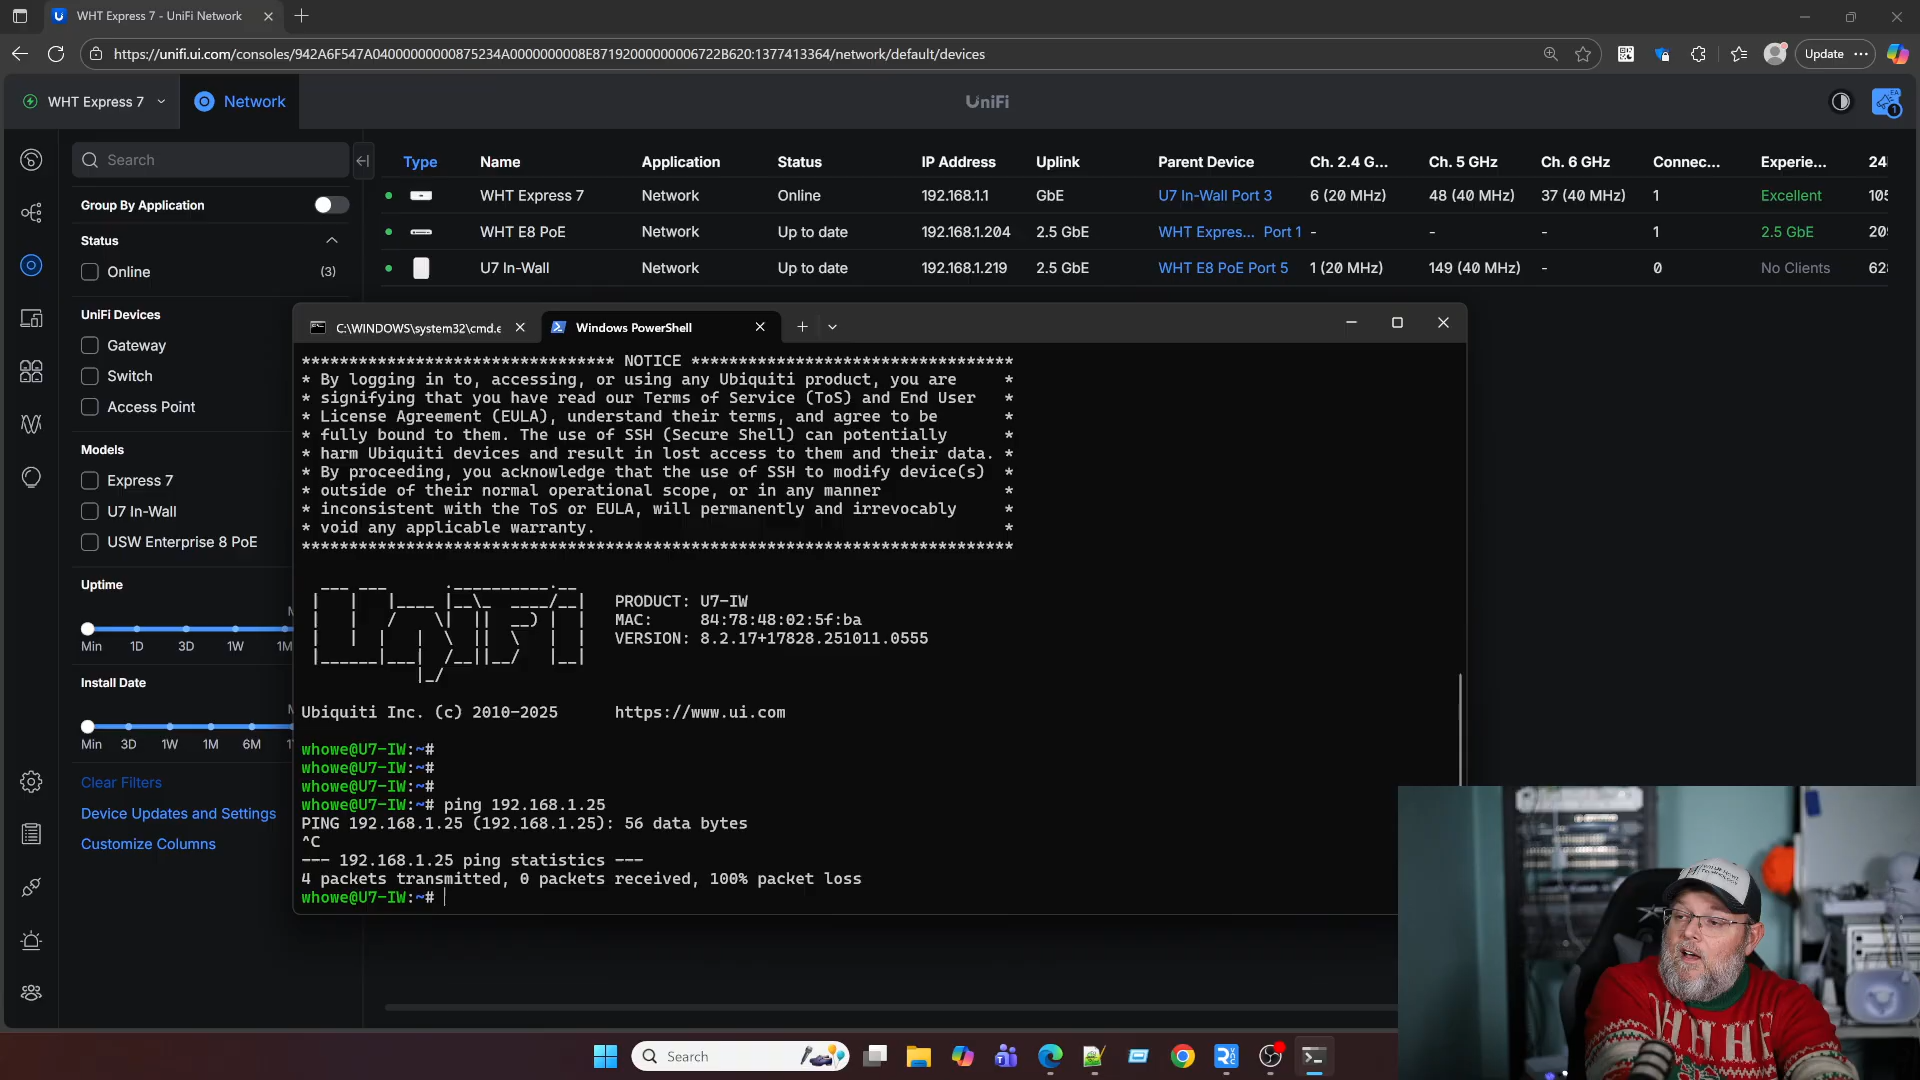 WHT Express 7 - UniFi Network
https://unifi.ui.com/consoles/942A6F547A04000000000875234A0000000008E87192000000006722B620:1377413364/network/default/devices
Update
WHT Express 7
Network
UniFi
EA
1
Search
Type Name Application Status IP Address Uplink Parent Device Ch. 2.4 G... Ch. 5 GHz Ch. 6 GHz Connec... Experie...
WHT Express 7 Network Online 192.168.1.1 GbE U7 In-Wall Port 3 6 (20 MHz) 48 (40 MHz) 37 (40 MHz) 1 Excellent
WHT E8 PoE Network Up to date 192.168.1.204 2.5 GbE WHT Expres... Port 1 - - - 1 2.5 GbE
U7 In-Wall Network Up to date 192.168.1.219 2.5 GbE WHT E8 PoE Port 5 1 (20 MHz) 149 (40 MHz) - 0 No Clients
Group By Application
Status
Online (3)
UniFi Devices
Gateway
Switch
Access Point
Models
Express 7
U7 In-Wall
USW Enterprise 8 PoE
Uptime
Min 1D 3D 1W 1M
Install Date
Min 3D 1W 1M 6M
Clear Filters
Device Updates and Settings
Customize Columns
C:\WINDOWS\system32\cmd.e
Windows PowerShell
********************************* NOTICE **********************************
* By logging in to, accessing, or using any Ubiquiti product, you are *
* signifying that you have read our Terms of Service (ToS) and End User *
* License Agreement (EULA), understand their terms, and agree to be *
* fully bound to them. The use of SSH (Secure Shell) can potentially *
* harm Ubiquiti devices and result in lost access to them and their data. *
* By proceeding, you acknowledge that the use of SSH to modify device(s) *
* outside of their normal operational scope, or in any manner *
* inconsistent with the ToS or EULA, will permanently and irrevocably *
* void any applicable warranty. *
***************************************************************************
UniFi
PRODUCT: U7-IW
MAC: 84:78:48:02:5f:ba
VERSION: 8.2.17+17828.251011.0555
Ubiquiti Inc. (c) 2010-2025 https://www.ui.com
whowe@U7-IW:~#
whowe@U7-IW:~#
whowe@U7-IW:~#
whowe@U7-IW:~# ping 192.168.1.25
PING 192.168.1.25 (192.168.1.25): 56 data bytes
^C
--- 192.168.1.25 ping statistics ---
4 packets transmitted, 0 packets received, 100% packet loss
whowe@U7-IW:~#
Search